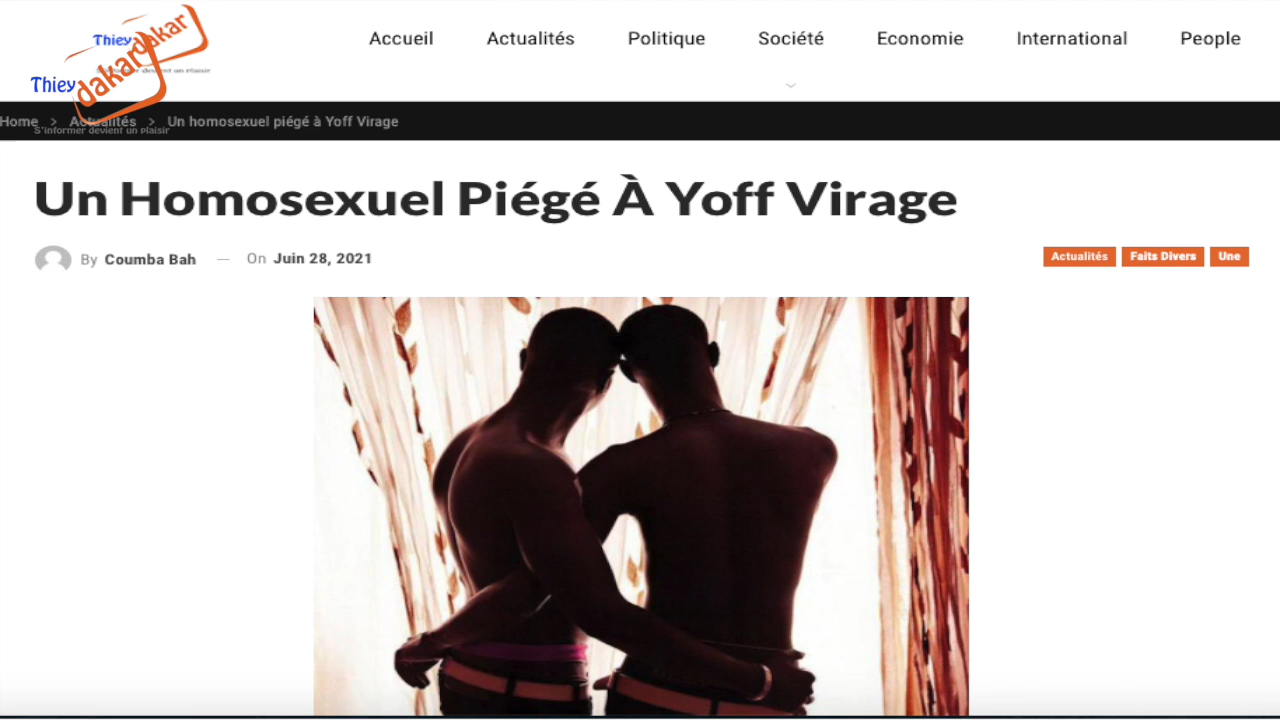 Thiey dakar
Thiey dakar
S'informer devient un plaisir
Accueil
Actualités
Politique
Société
Economie
International
People
Home > Actualités > Un homosexuel piégé à Yoff Virage
Un Homosexuel Piégé À Yoff Virage
By Coumba Bah — On Juin 28, 2021
Actualités
Faits Divers
Une